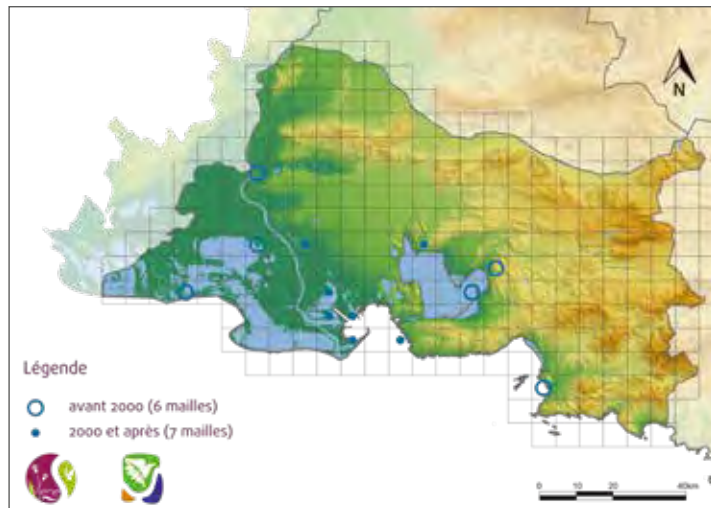 N
Légende
avant 2000 (6 mailles)
2000 et après (7 mailles)
0 10 20 40km